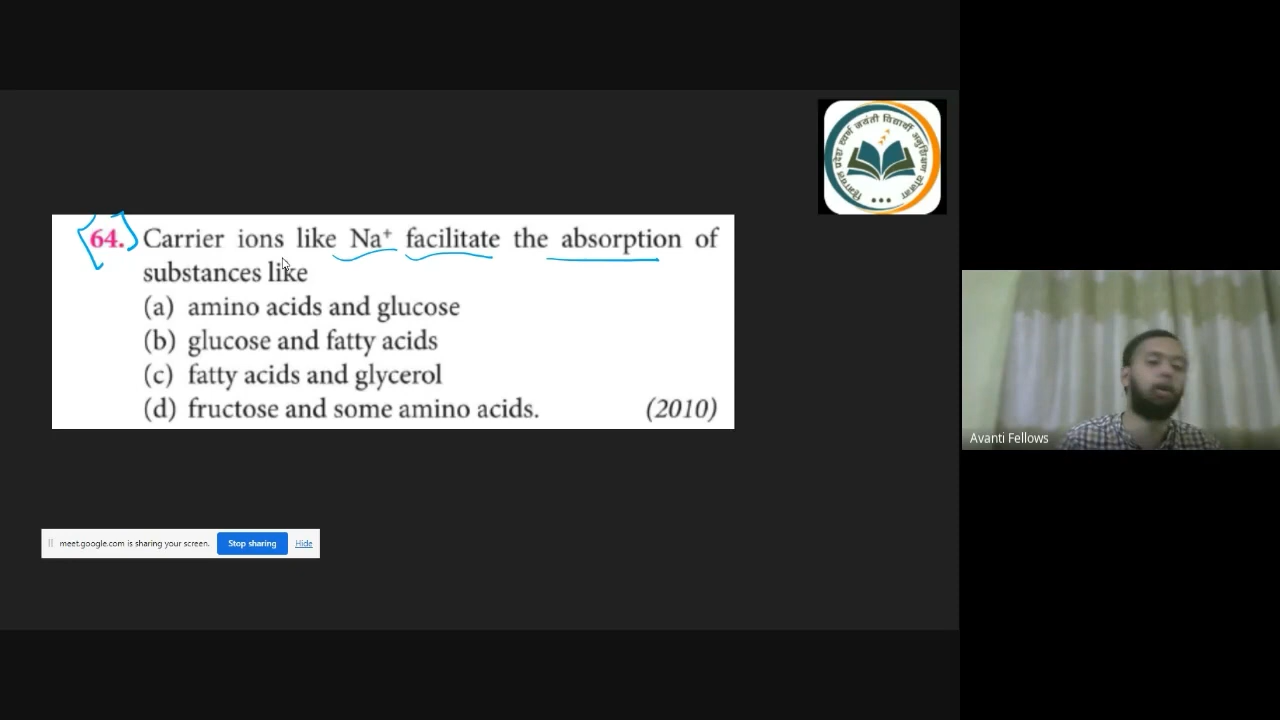 64. Carrier ions like Na⁺ facilitate the absorption of
substances like
(a) amino acids and glucose
(b) glucose and fatty acids
(c) fatty acids and glycerol
(d) fructose and some amino acids. (2010)
meet.google.com is sharing your screen. Stop sharing Hide
Avanti Fellows